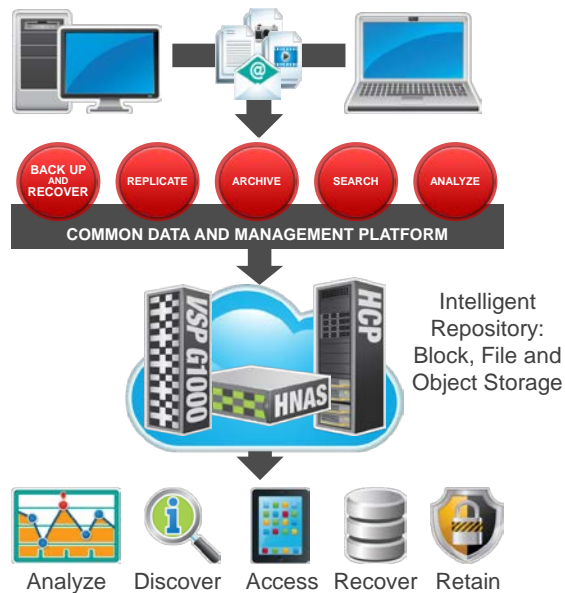 @
BACK UP
AND
RECOVER
REPLICATE
ARCHIVE
SEARCH
ANALYZE
COMMON DATA AND MANAGEMENT PLATFORM
VSP G1000
HNAS
HCP
Intelligent
Repository:
Block, File and
Object Storage
i
Analyze
Discover
Access
Recover
Retain